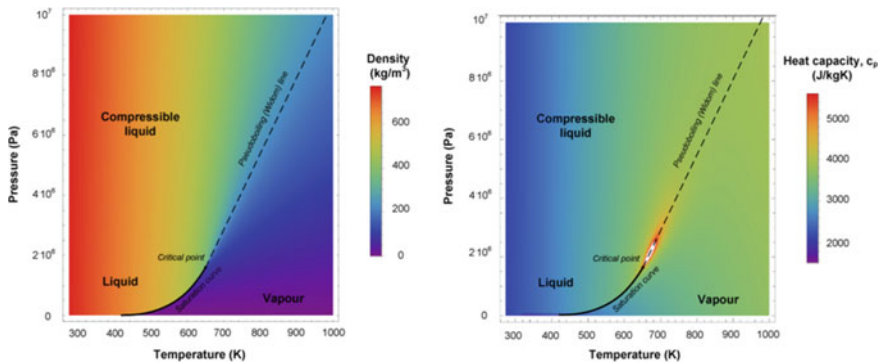 10⁷
8 10⁶
6 10⁶
4 10⁶
2 10⁶
0
Pressure (Pa)
Compressible
liquid
Pseudoboiling (Widom) line
Critical point
Saturation curve
Liquid
Vapour
300 400 500 600 700 800 900 1000
Temperature (K)
Density
(kg/m³)
600
400
200
0
10⁷
8 10⁶
6 10⁶
4 10⁶
2 10⁶
0
Pressure (Pa)
Compressible
liquid
Pseudoboiling (Widom) line
Critical point
Saturation curve
Liquid
Vapour
300 400 500 600 700 800 900 1000
Temperature (K)
Heat capacity, cₚ
(J/kgK)
5000
4000
3000
2000